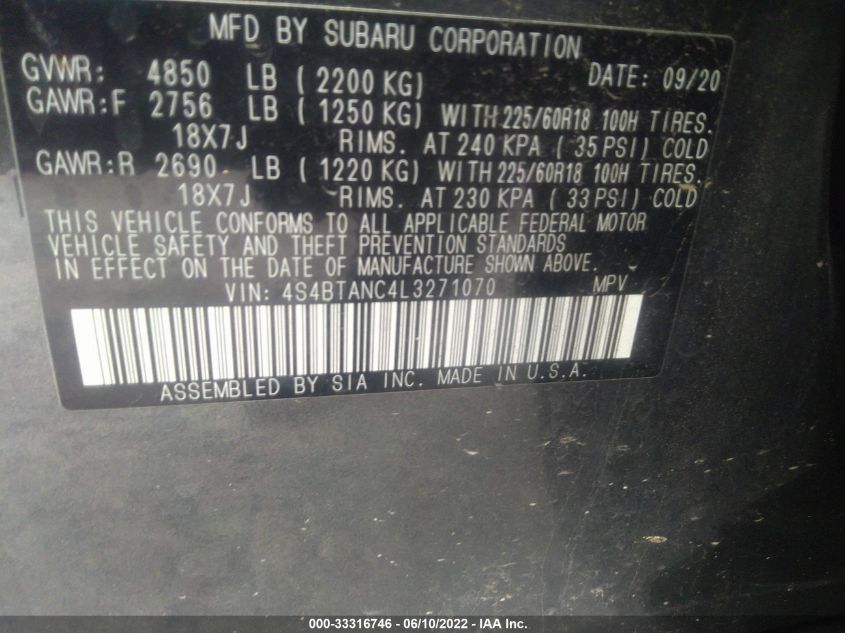 MFD BY SUBARU CORPORATION
GVWR: 4850 LB ( 2200 KG) DATE: 09/20
GAWR:F 2756 LB ( 1250 KG) WITH 225/60R18 100H TIRES.
18X7J RIMS. AT 240 KPA ( 35 PSI) COLD
GAWR:R 2690 LB ( 1220 KG) WITH 225/60R18 100H TIRES.
18X7J RIMS. AT 230 KPA ( 33 PSI) COLD
THIS VEHICLE CONFORMS TO ALL APPLICABLE FEDERAL MOTOR
VEHICLE SAFETY AND THEFT PREVENTION STANDARDS
IN EFFECT ON THE DATE OF MANUFACTURE SHOWN ABOVE.
VIN: 4S4BTANC4L3271070 MPV
ASSEMBLED BY SIA INC. MADE IN U.S.A.
000-33316746 - 06/10/2022 - IAA Inc.